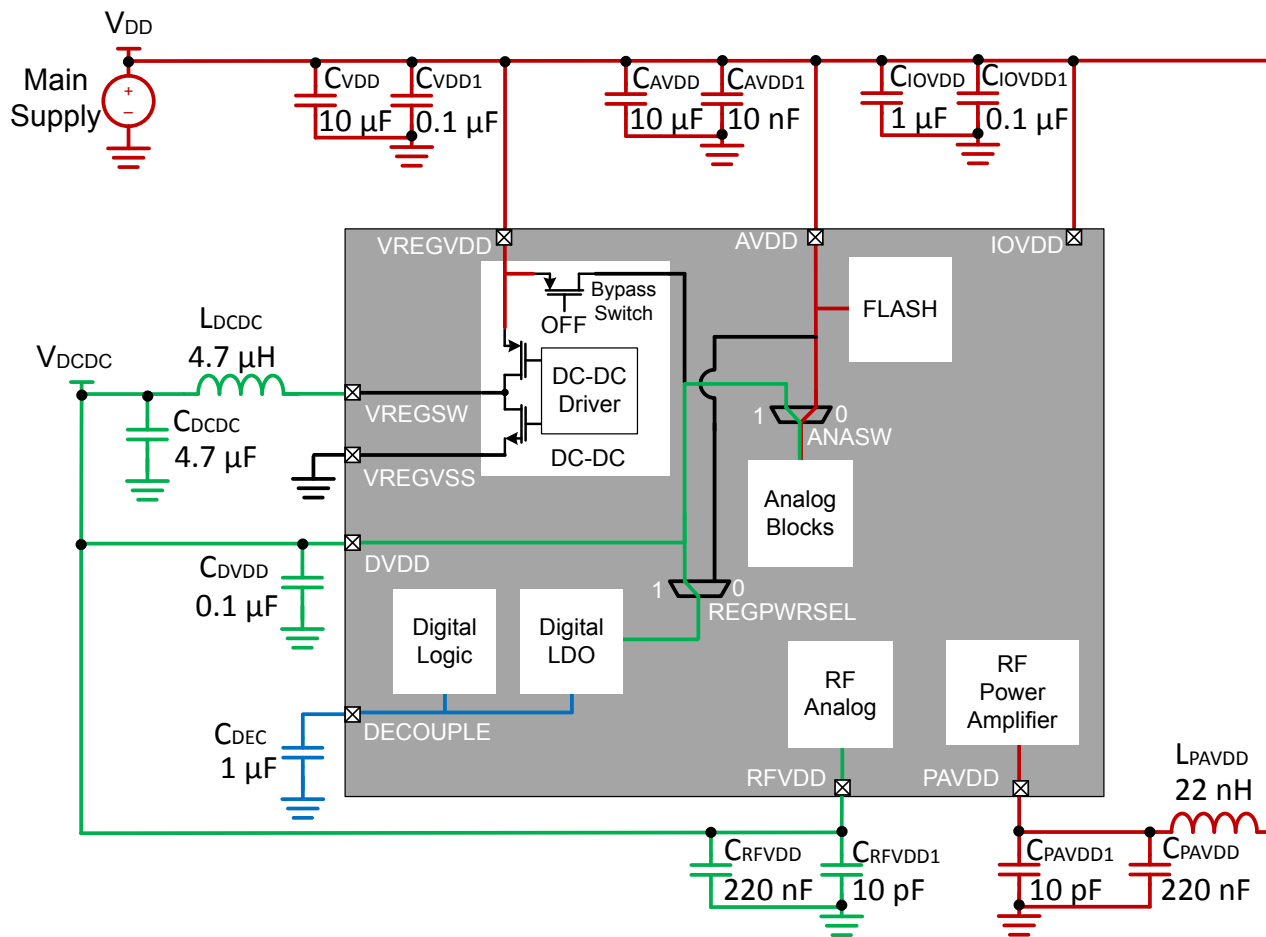 VDD
Main
Supply
+
–
CVDD
10 µF
CVDD1
0.1 µF
CAVDD
10 µF
CAVDD1
10 nF
CIOVDD
1 µF
CIOVDD1
0.1 µF
VREGVDD
AVDD
IOVDD
Bypass
Switch
OFF
FLASH
LDCDC
4.7 µH
VDCDC
DC-DC
Driver
VREGSW
CDCDC
4.7 µF
1
0
ANASW
DC-DC
VREGVSS
Analog
Blocks
DVDD
CDVDD
0.1 µF
1
0
REGPWRSEL
Digital
Logic
Digital
LDO
RF
Analog
RF
Power
Amplifier
DECOUPLE
CDEC
1 µF
RFVDD
PAVDD
LPAVDD
22 nH
CRFVDD
220 nF
CRFVDD1
10 pF
CPAVDD1
10 pF
CPAVDD
220 nF